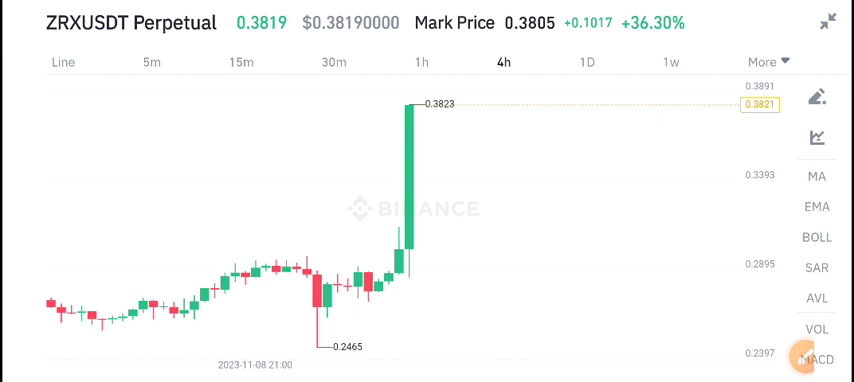 ZRXUSDT Perpetual 0.3819 $0.38190000 Mark Price 0.3805 +0.1017 +36.30%
Line 5m 15m 30m 1h 4h 1D 1w More
0.3891
0.3823 0.3821
0.3393
MA
BINANCE
EMA
BOLL
0.2895
SAR
AVL
VOL
0.2465
0.2397
MACD
2023-11-08 21:00